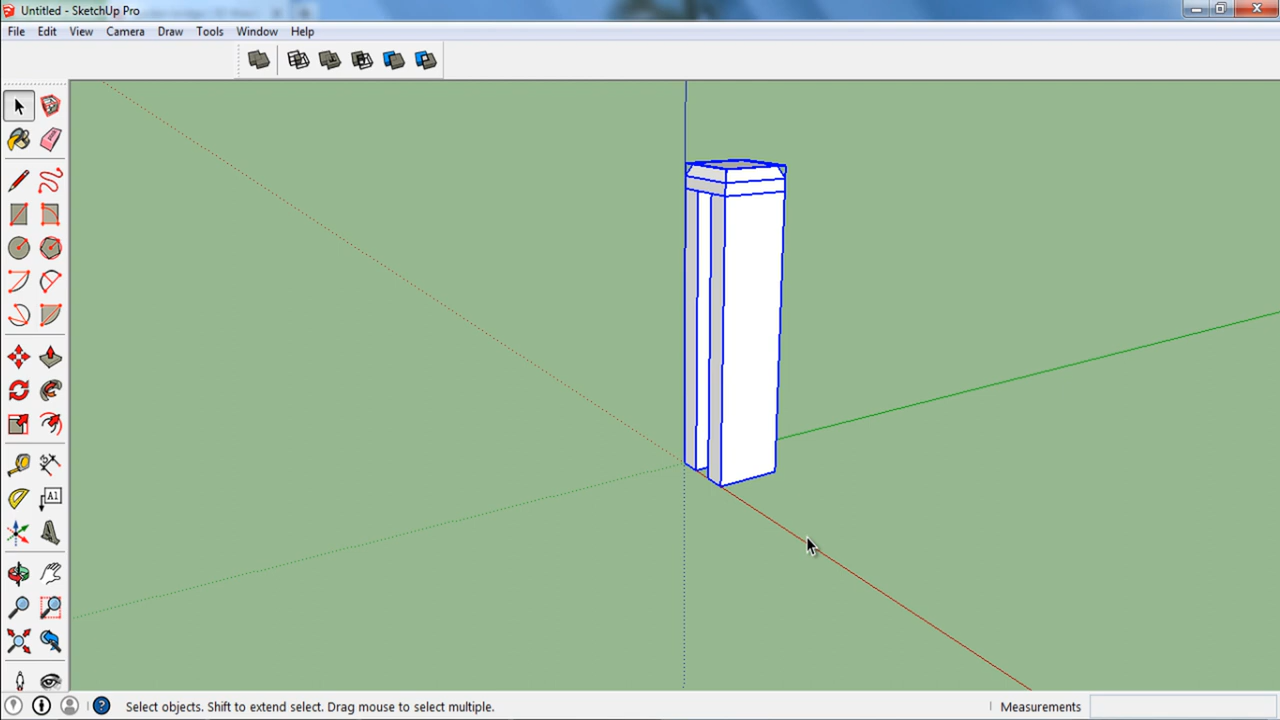 Untitled - SketchUp Pro
File Edit View Camera Draw Tools Window Help
A1
Select objects. Shift to extend select. Drag mouse to select multiple.
Measurements